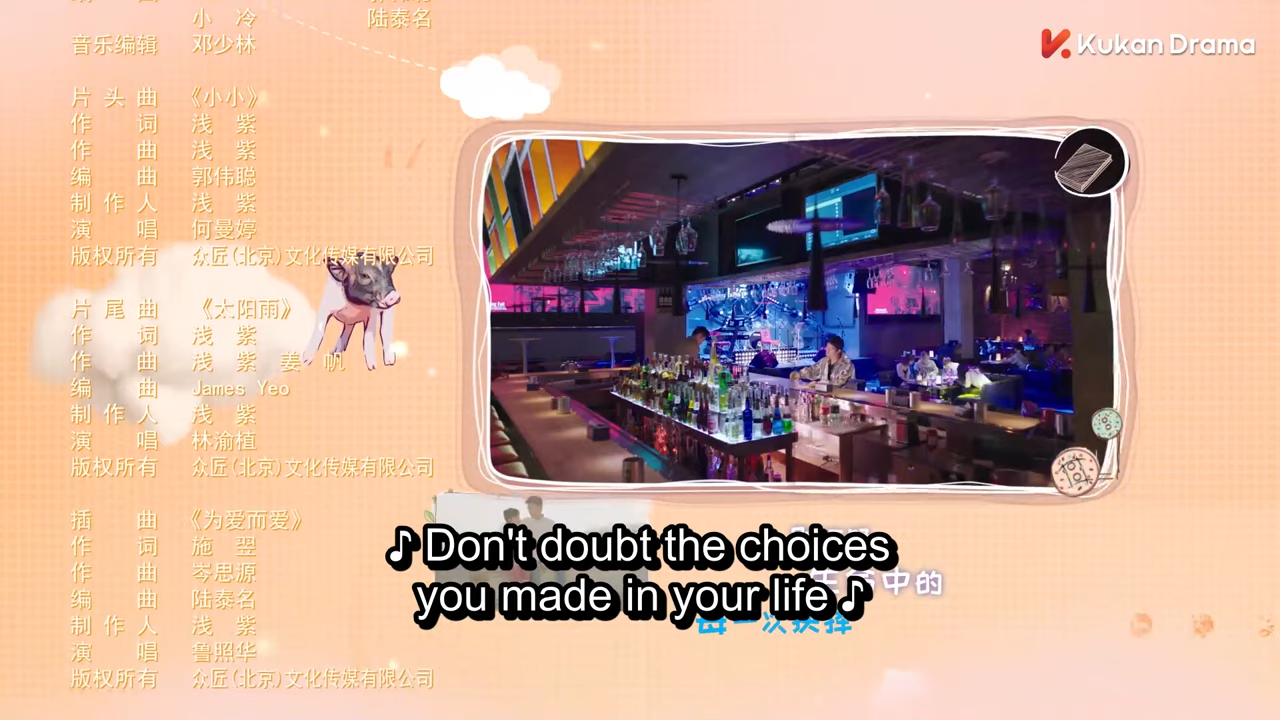 小 冷 陆泰名
音乐编辑 邓少林
Kukan Drama
片头曲 《小小》
作词 浅紫
作曲 浅紫
编曲 郭伟聪
制作人 浅紫
演唱 何曼婷
版权所有 众匠(北京)文化传媒有限公司
片尾曲 《太阳雨》
作词 浅紫
作曲 浅紫 姜帆
编曲 James Yeo
制作人 浅紫
演唱 林渝植
版权所有 众匠(北京)文化传媒有限公司
插曲 《为爱而爱》
作词 施翌
作曲 岑思源
编曲 陆泰名
制作人 浅紫
演唱 鲁照华
版权所有 众匠(北京)文化传媒有限公司
♪ Don't doubt the choices
you made in your life ♪
中的